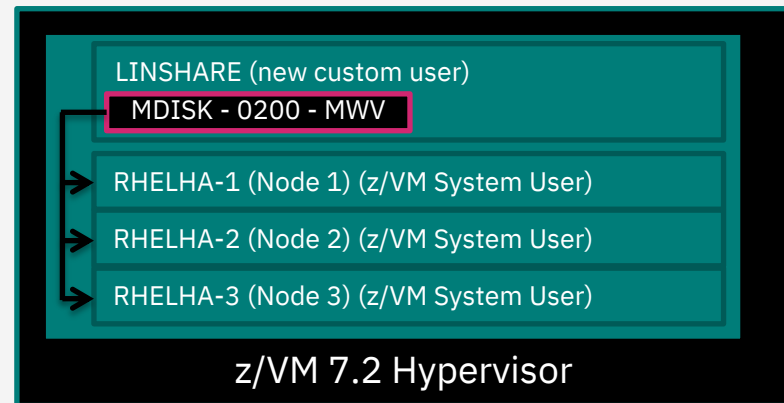 LINSHARE (new custom user)
MDISK - 0200 - MWV
RHELHA-1 (Node 1) (z/VM System User)
RHELHA-2 (Node 2) (z/VM System User)
RHELHA-3 (Node 3) (z/VM System User)
z/VM 7.2 Hypervisor